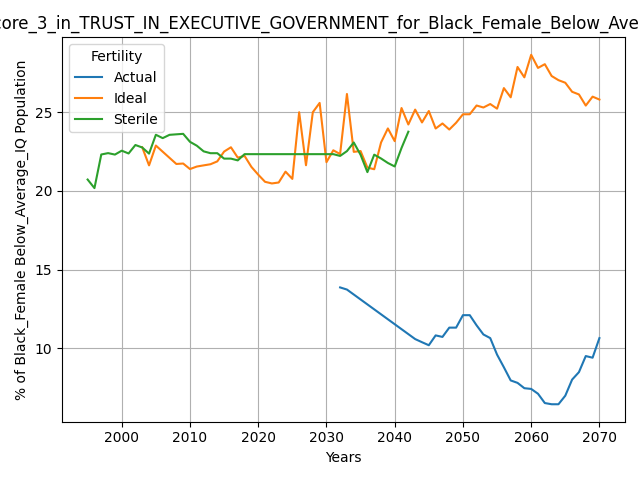 core_3_in_TRUST_IN_EXECUTIVE_GOVERNMENT_for_Black_Female_Below_Ave
Fertility
Actual
Ideal
Sterile
% of Black_Female Below_Average_IQ Population
25
20
15
10
2000 2010 2020 2030 2040 2050 2060 2070
Years